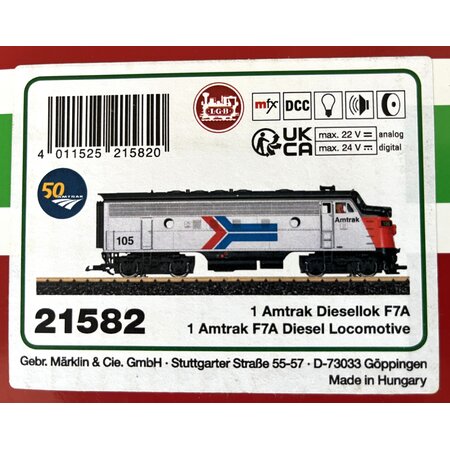 LGB
mfx DCC
4 011525 215820
UK
CA
max. 22 V analog
max. 24 V digital
50
AMTRAK
Amtrak
105
1 Amtrak Diesellok F7A
21582
1 Amtrak F7A Diesel Locomotive
Gebr. Märklin & Cie. GmbH · Stuttgarter Straße 55-57 · D-73033 Göppingen
Made in Hungary